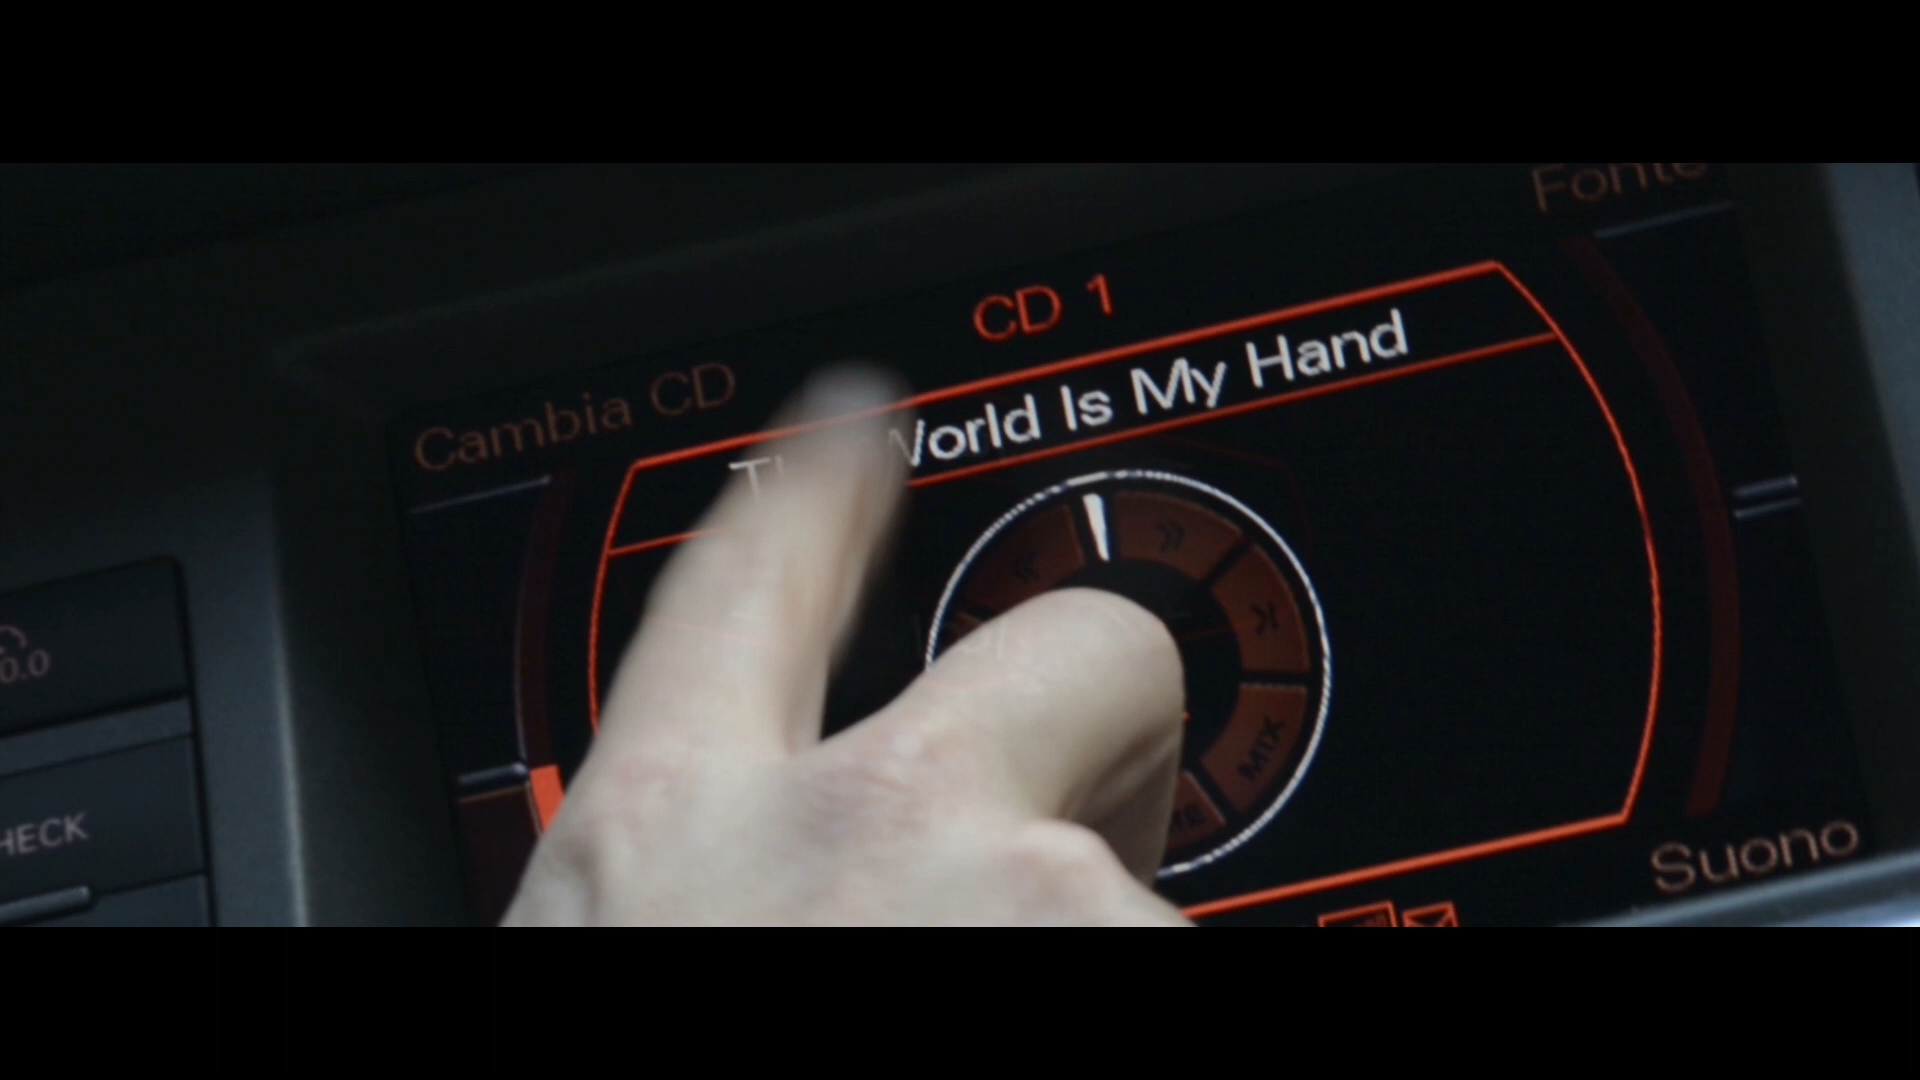 Fonte
CD 1
Cambia CD
World Is My Hand
MIX
0.0
HECK
Suono